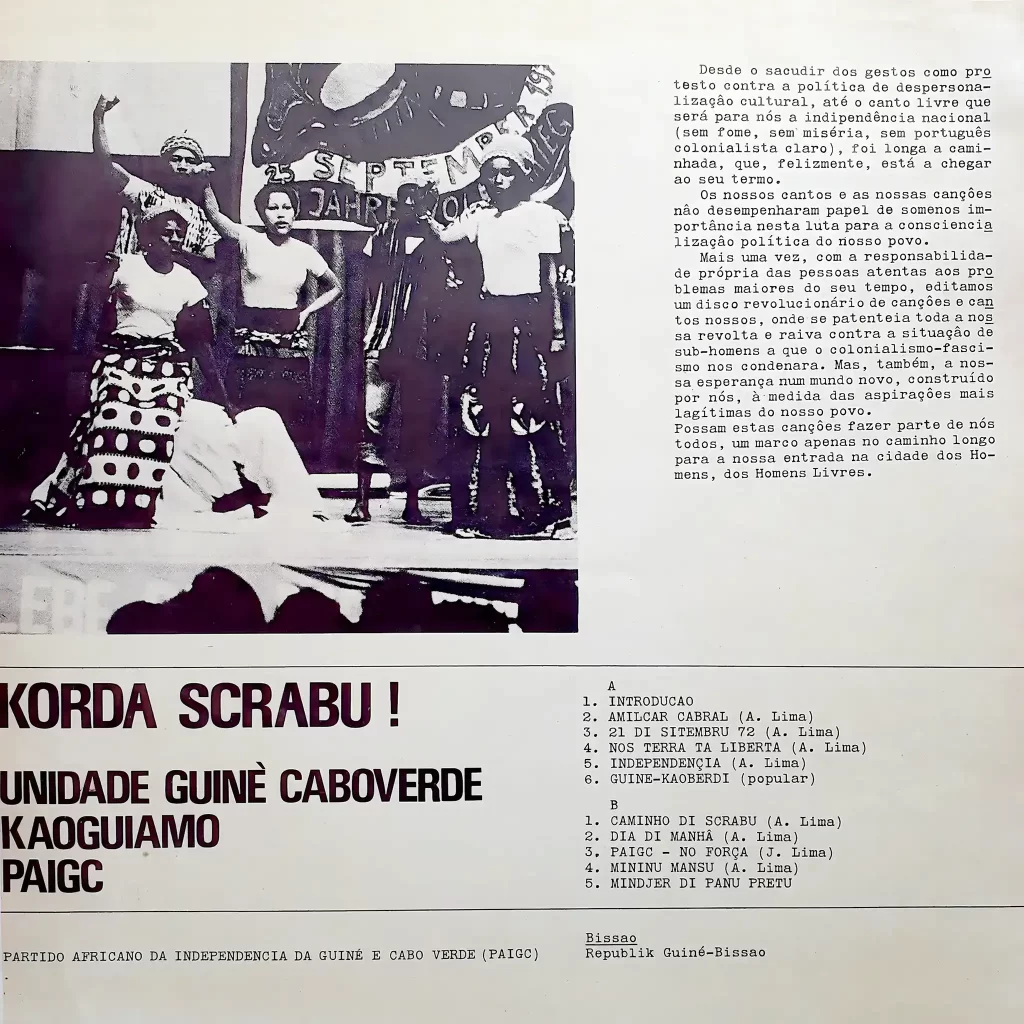 25 SEPTEMBER 197
JAHRE
PAIGC
Desde o sacudir dos gestos como pro
testo contra a política de despersona-
lização cultural, até o canto livre que
será para nós a indipendência nacional
(sem fome, sem miséria, sem português
colonialista claro), foi longa a cami-
nhada, que, felizmente, está a chegar
ao seu termo.
Os nossos cantos e as nossas canções
não desempenharam papel de somenos im-
portância nesta luta para a consciencia
lização política do nosso povo.
Mais uma vez, com a responsabilida-
de própria das pessoas atentas aos pro
blemas maiores do seu tempo, editamos
um disco revolucionário de canções e can
tos nossos, onde se patenteia toda a nos
sa revolta e raiva contra a situação de
sub-homens a que o colonialismo-fasci-
smo nos condenara. Mas, também, a nos-
sa esperança num mundo novo, construído
por nós, à medida das aspirações mais
lagítimas do nosso povo.
Possam estas canções fazer parte de nós
todos, um marco apenas no caminho longo
para a nossa entrada na cidade dos Ho-
mens, dos Homens Livres.
KORDA SCRABU !
UNIDADE GUINÈ CABOVERDE
KAOGUIAMO
PAIGC
A
1. INTRODUCAO
2. AMILCAR CABRAL (A. Lima)
3. 21 DI SITEMBRU 72 (A. Lima)
4. NOS TERRA TA LIBERTA (A. Lima)
5. INDEPENDENÇIA (A. Lima)
6. GUINE-KAOBERDI (popular)
B
1. CAMINHO DI SCRABU (A. Lima)
2. DIA DI MANHÂ (A. Lima)
3. PAIGC - NO FORÇA (J. Lima)
4. MININU MANSU (A. Lima)
5. MINDJER DI PANU PRETU
PARTIDO AFRICANO DA INDEPENDENCIA DA GUINÉ E CABO VERDE (PAIGC)
Bissao
Republik Guiné-Bissao